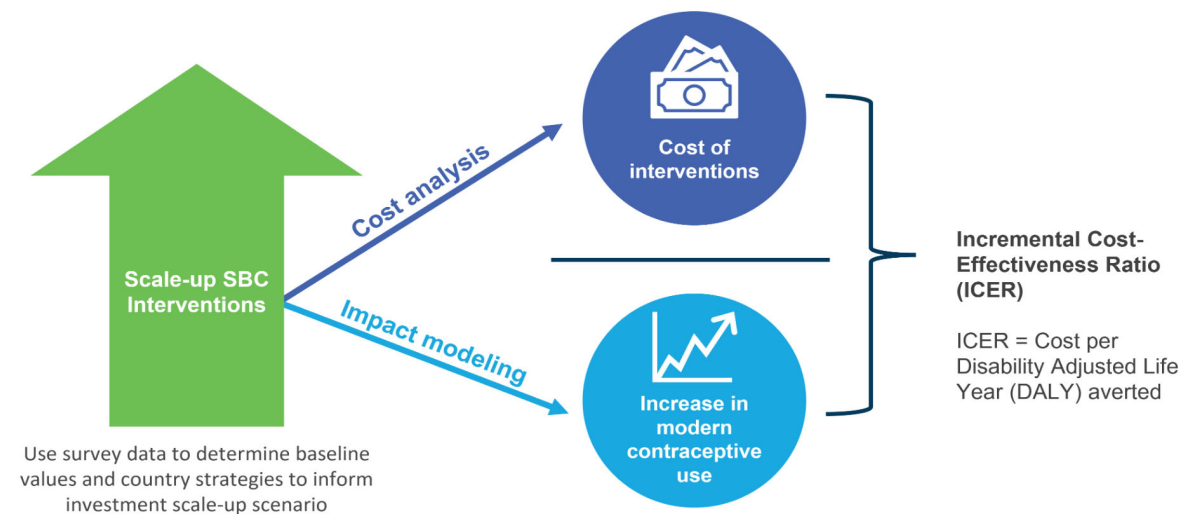 Scale-up SBC
Interventions
Use survey data to determine baseline
values and country strategies to inform
investment scale-up scenario
Cost analysis
Impact modeling
Cost of
interventions
Increase in
modern
contraceptive
use
Incremental Cost-
Effectiveness Ratio
(ICER)
ICER = Cost per
Disability Adjusted Life
Year (DALY) averted